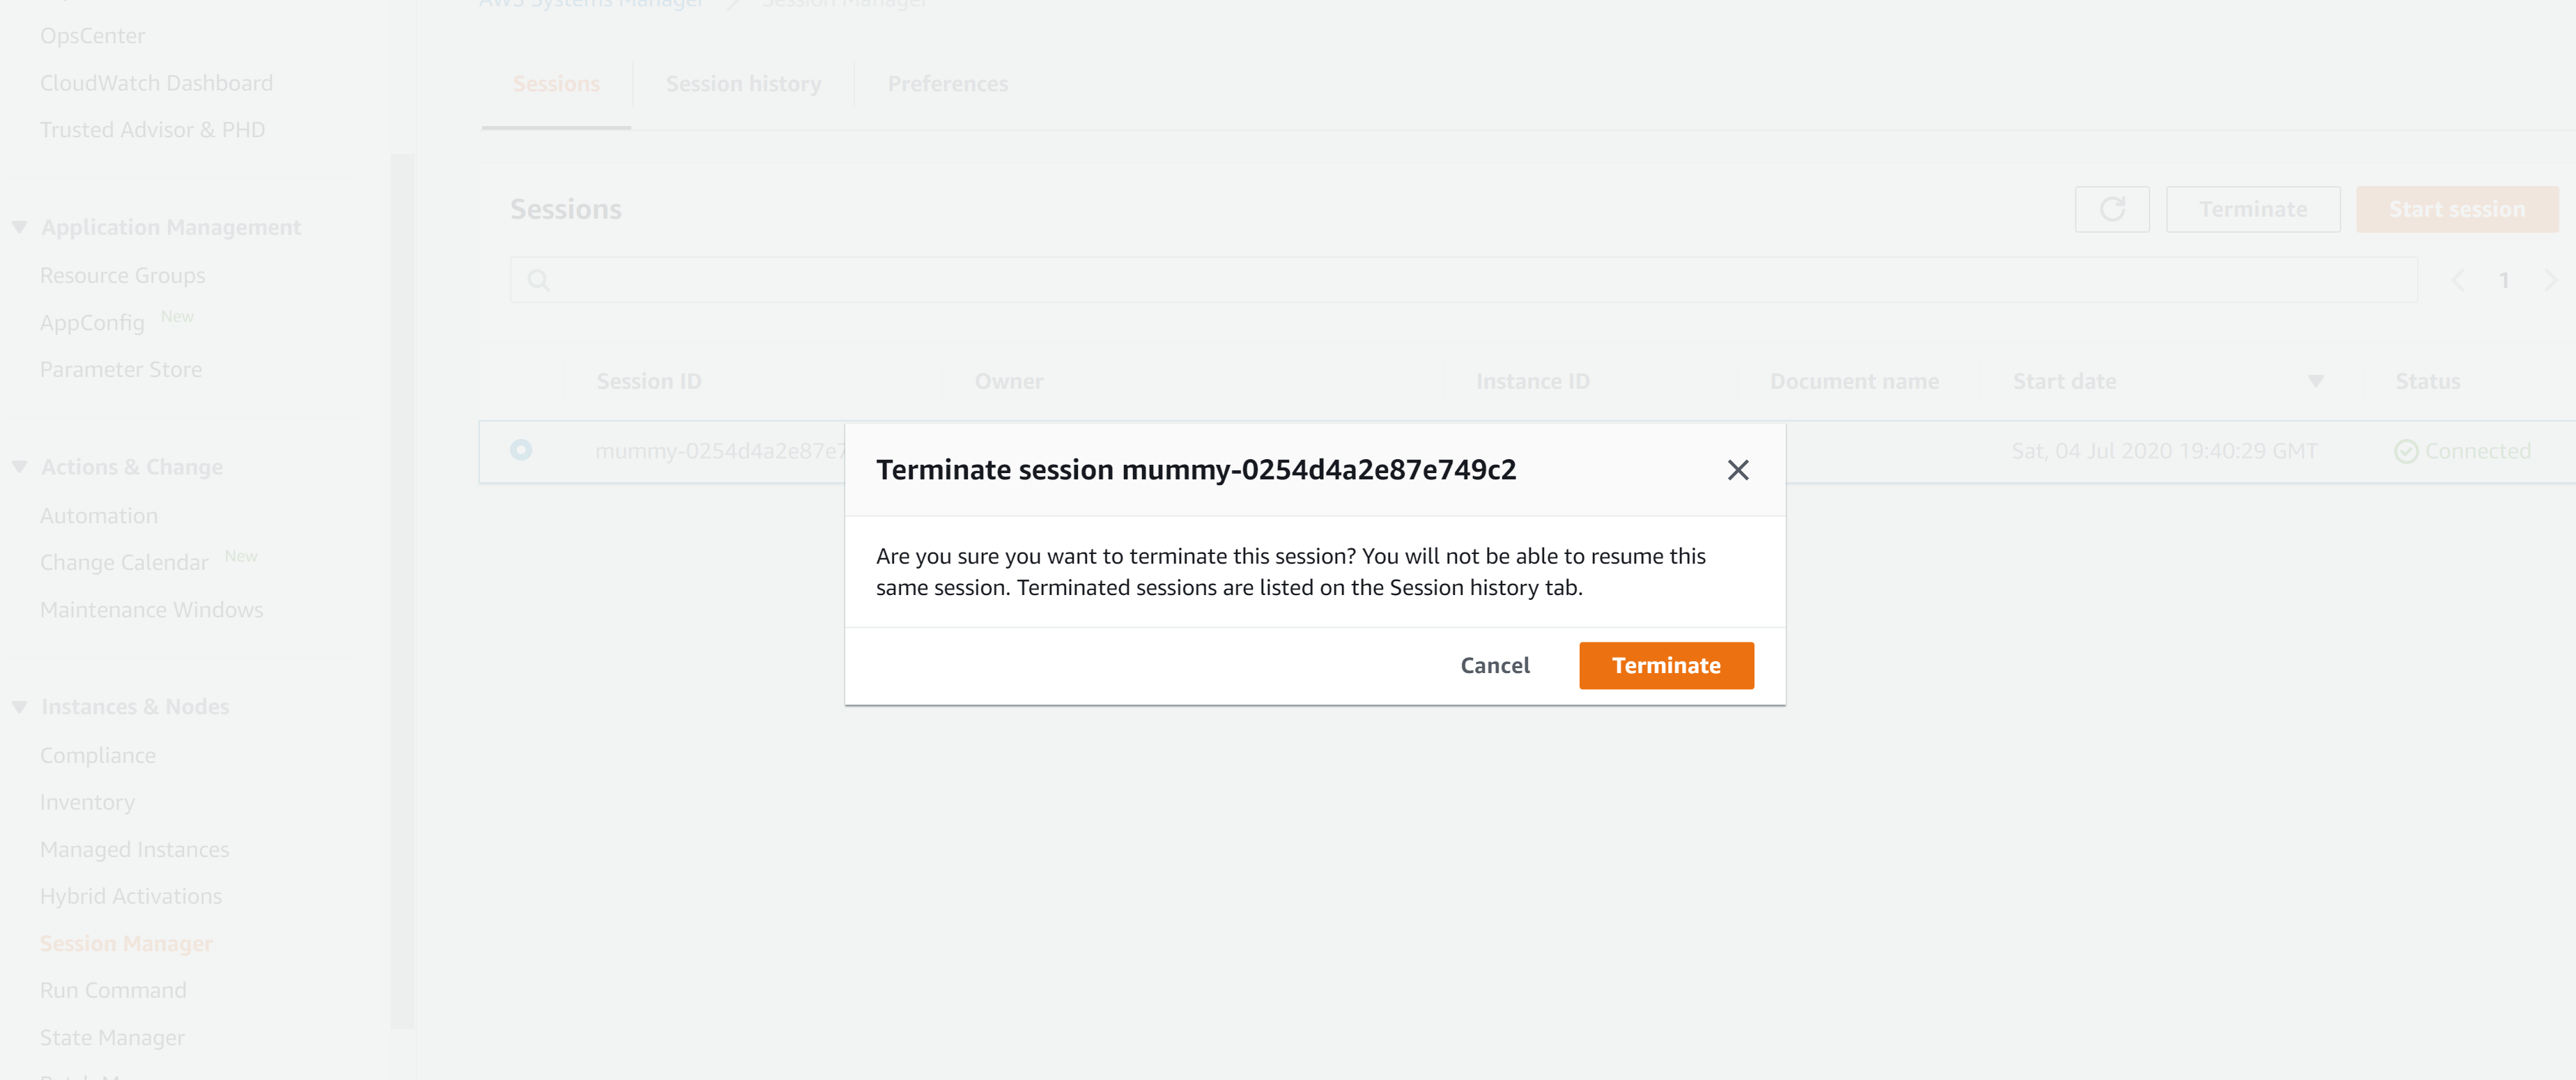 AWS Systems Manager
Session Manager
OpsCenter
CloudWatch Dashboard
Trusted Advisor & PHD
Application Management
Resource Groups
AppConfig New
Parameter Store
Actions & Change
Automation
Change Calendar New
Maintenance Windows
Instances & Nodes
Compliance
Inventory
Managed Instances
Hybrid Activations
Session Manager
Run Command
State Manager
Sessions
Session history
Preferences
Sessions
Terminate
Start session
1
Session ID
Owner
Instance ID
Document name
Start date
Status
mummy-0254d4a2e87e7
Sat, 04 Jul 2020 19:40:29 GMT
Connected
Terminate session mummy-0254d4a2e87e749c2
Are you sure you want to terminate this session? You will not be able to resume this
same session. Terminated sessions are listed on the Session history tab.
Cancel
Terminate